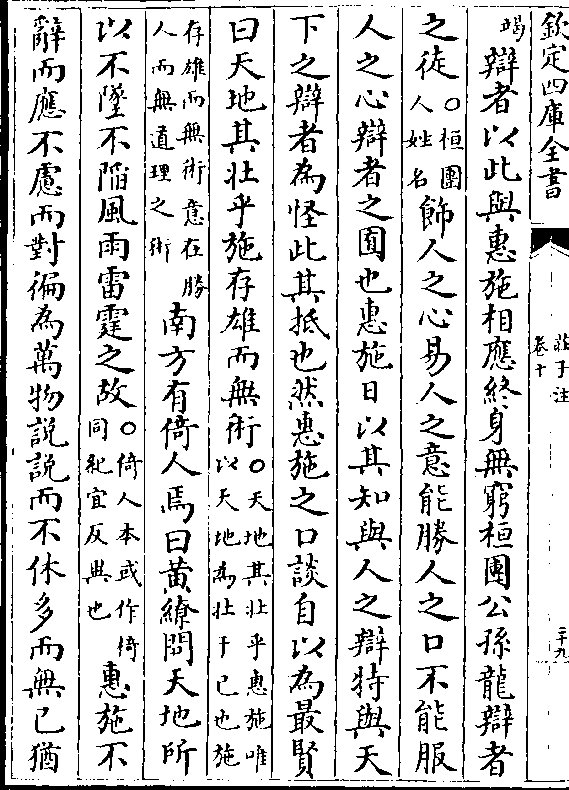 欽定四庫全書
莊子注
卷十
二十九
竭辯者以此與惠施相應終身無窮桓團公孫龍辯者
之徒○桓團人姓名飾人之心易人之意能勝人之口不能服
人之心辯者之囿也惠施日以其知與人之辯特與天
下之辯者為怪此其抵也然惠施之口談自以為最賢
曰天地其壯乎施存雄而無術○天地其壯乎惠施唯以天地為壯于已也施
存雄而無術意在勝人而無道理之術南方有倚人焉曰黃繚問天地所
以不墜不陷風雨雷霆之故○倚人本或作倚同紀宜反異也惠施不
辭而應不慮而對徧為萬物說說而不休多而無已猶